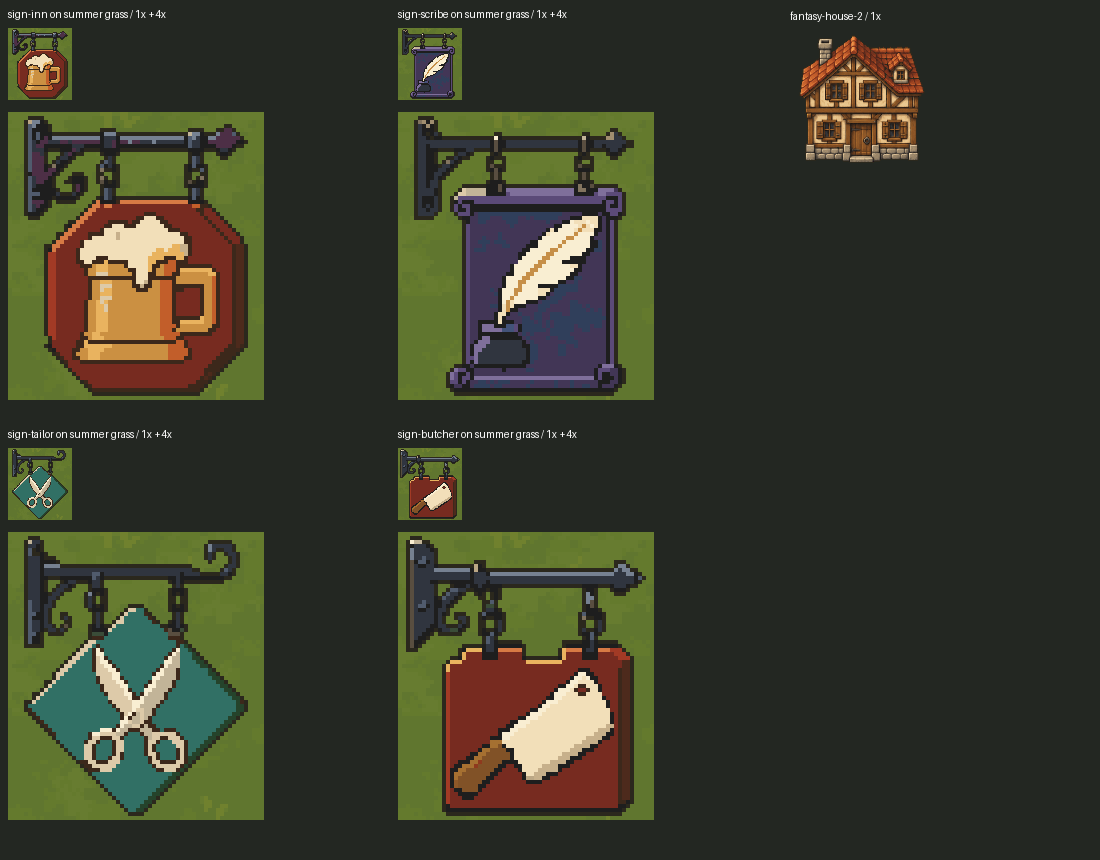 sign-inn on summer grass / 1x +4x
sign-scribe on summer grass / 1x +4x
fantasy-house-2 / 1x
sign-tailor on summer grass / 1x +4x
sign-butcher on summer grass / 1x +4x